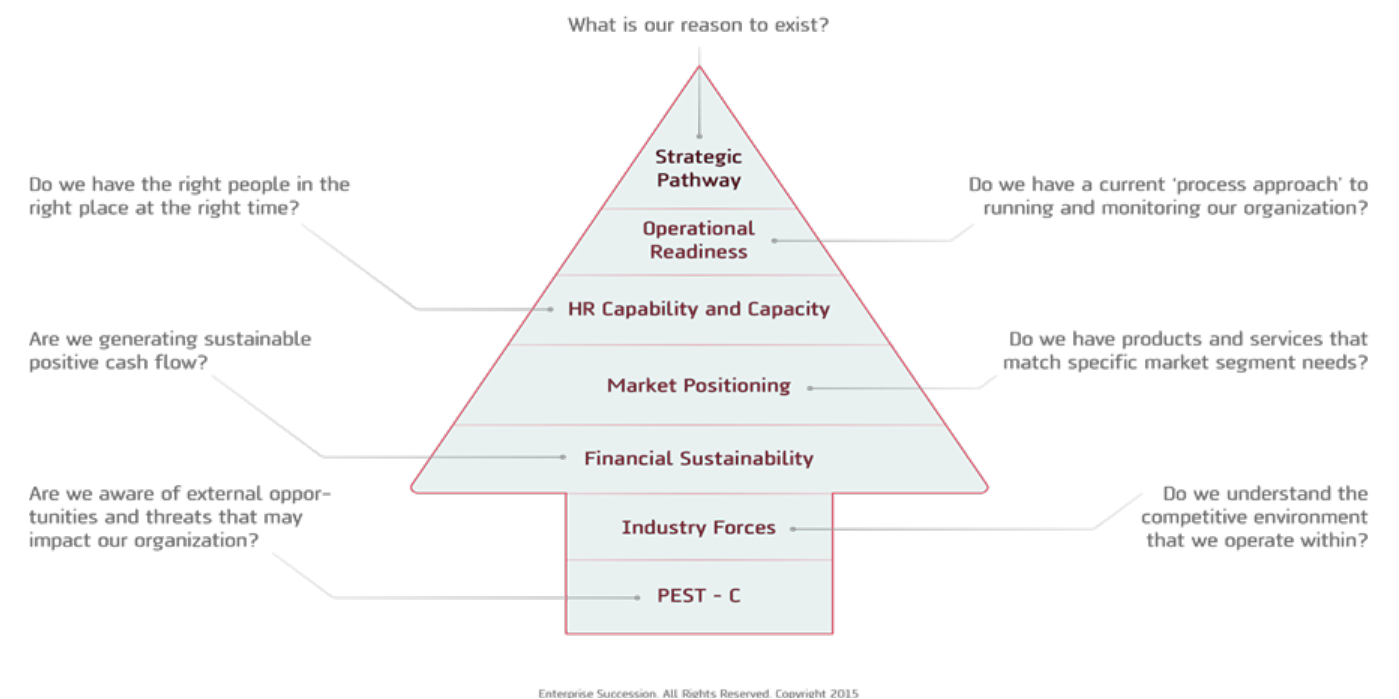 What is our reason to exist?
Strategic
Pathway
Do we have the right people in the
right place at the right time?
Do we have a current 'process approach' to
running and monitoring our organization?
Operational
Readiness
HR Capability and Capacity
Are we generating sustainable
positive cash flow?
Do we have products and services that
match specific market segment needs?
Market Positioning
Financial Sustainability
Are we aware of external oppor-
tunities and threats that may
impact our organization?
Do we understand the
competitive environment
that we operate within?
Industry Forces
PEST - C
Enterprise Succession. All Rights Reserved. Copyright 2015